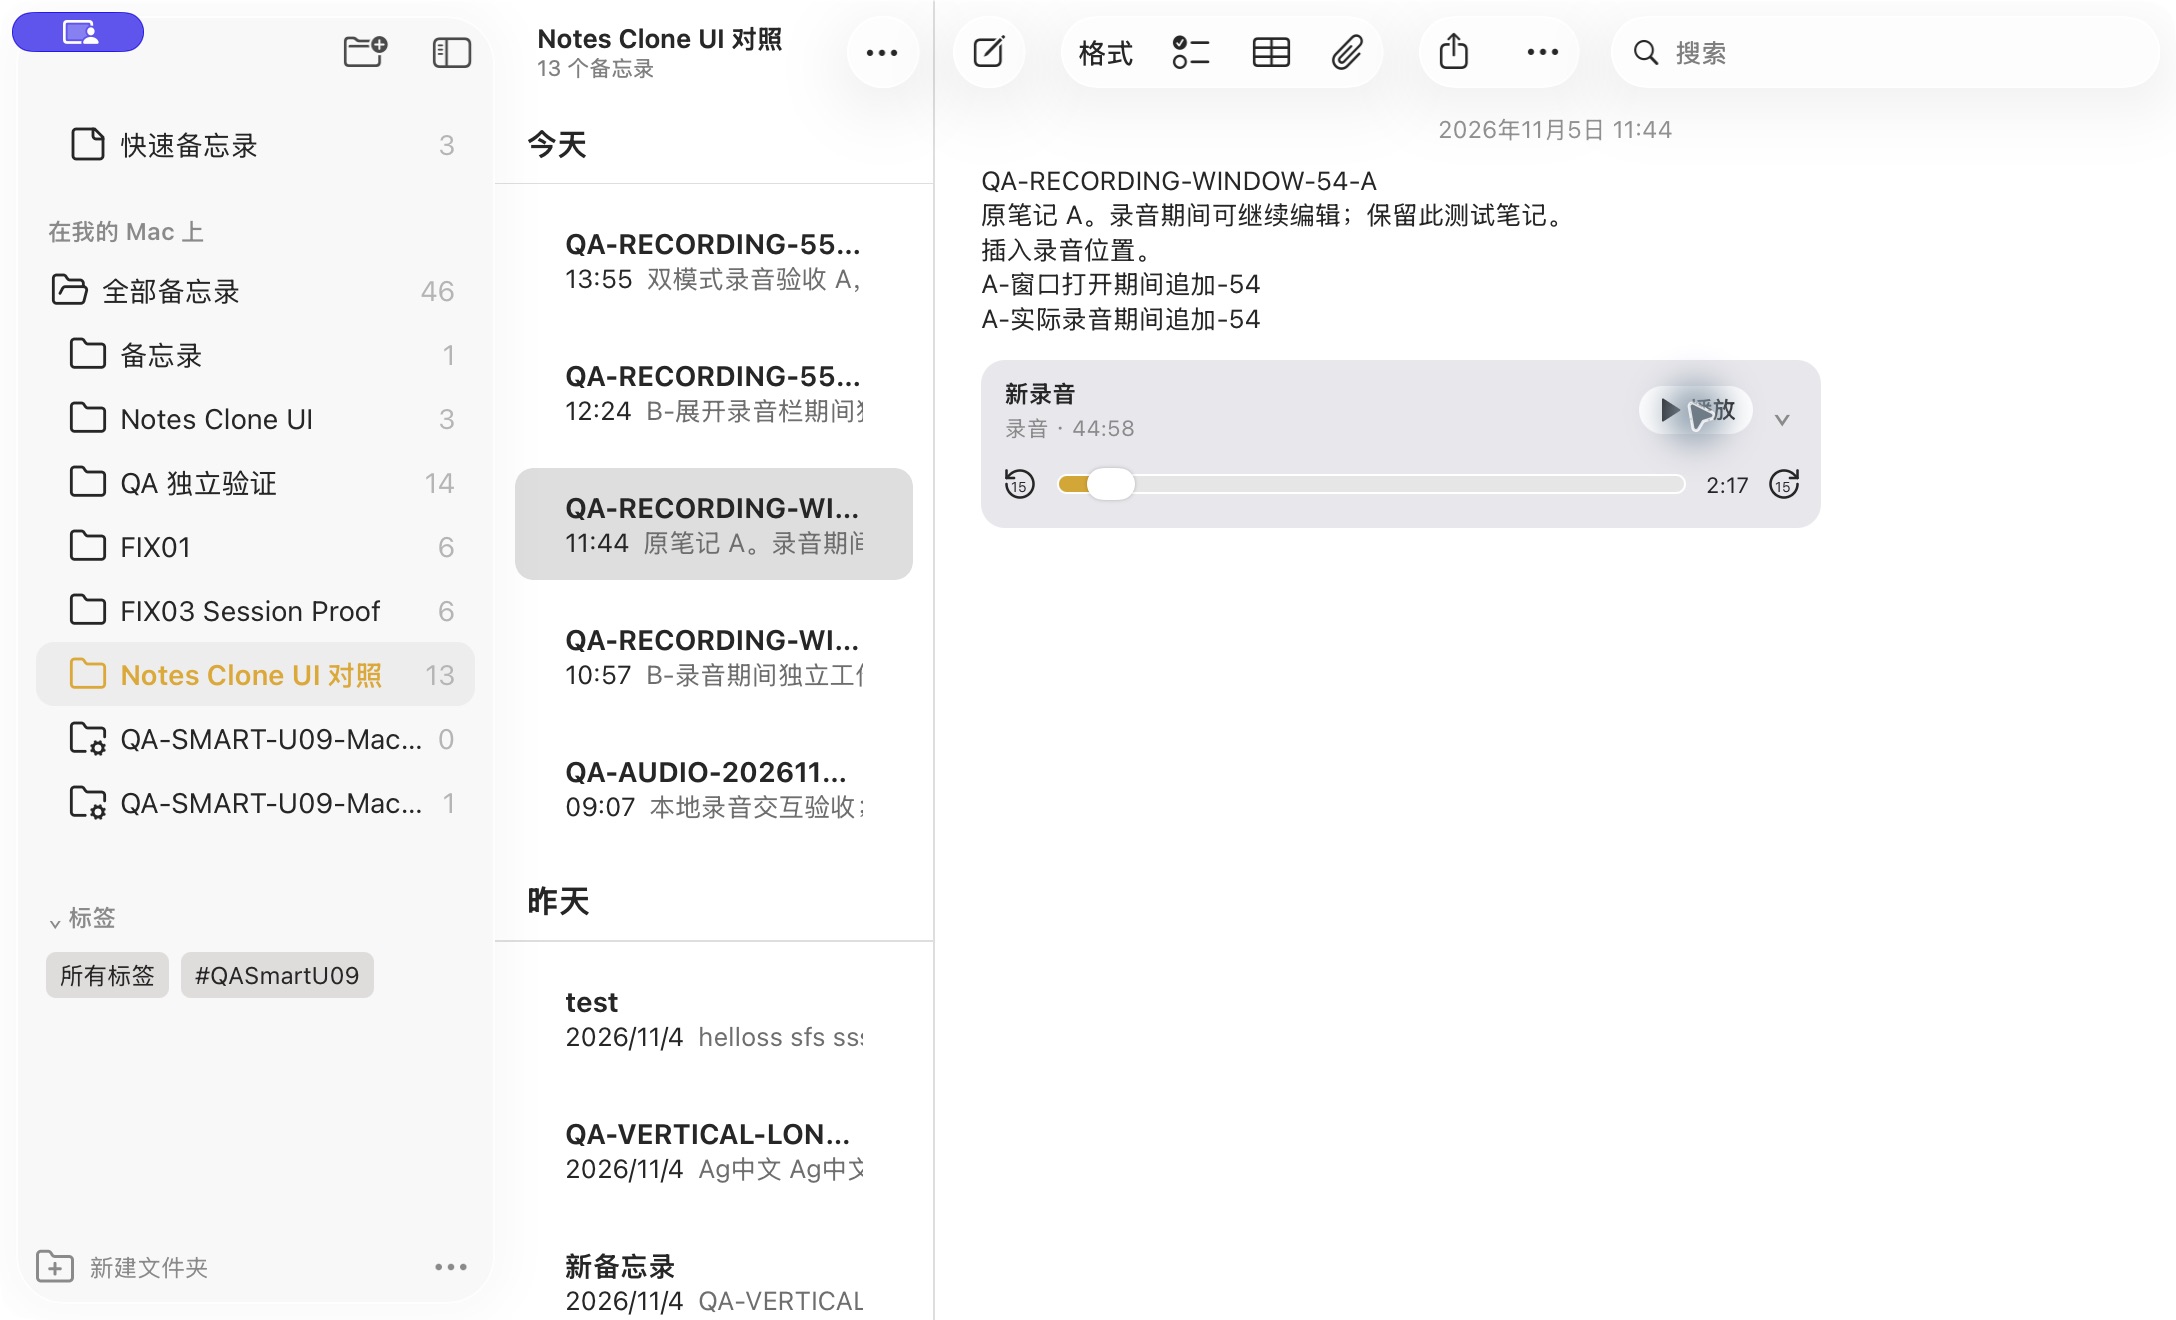 快速备忘录 3
在我的 Mac 上
全部备忘录 46
备忘录 1
Notes Clone UI 3
QA 独立验证 14
FIX01 6
FIX03 Session Proof 6
Notes Clone UI 对照 13
QA-SMART-U09-Mac... 0
QA-SMART-U09-Mac... 1
标签
所有标签 #QASmartU09
新建文件夹
Notes Clone UI 对照
13 个备忘录
今天
QA-RECORDING-55...
13:55 双模式录音验收 A，
QA-RECORDING-55...
12:24 B-展开录音栏期间
QA-RECORDING-WI...
11:44 原笔记 A。录音期间
QA-RECORDING-WI...
10:57 B-录音期间独立工作
QA-AUDIO-202611...
09:07 本地录音交互验收；
昨天
test
2026/11/4 helloss sfs sss
QA-VERTICAL-LON...
2026/11/4 Ag中文 Ag中文
新备忘录
2026/11/4 QA-VERTICAL
格式
搜索
2026年11月5日 11:44
QA-RECORDING-WINDOW-54-A
原笔记 A。录音期间可继续编辑；保留此测试笔记。
插入录音位置。
A-窗口打开期间追加-54
A-实际录音期间追加-54
新录音
录音 · 44:58
播放
15 2:17 15